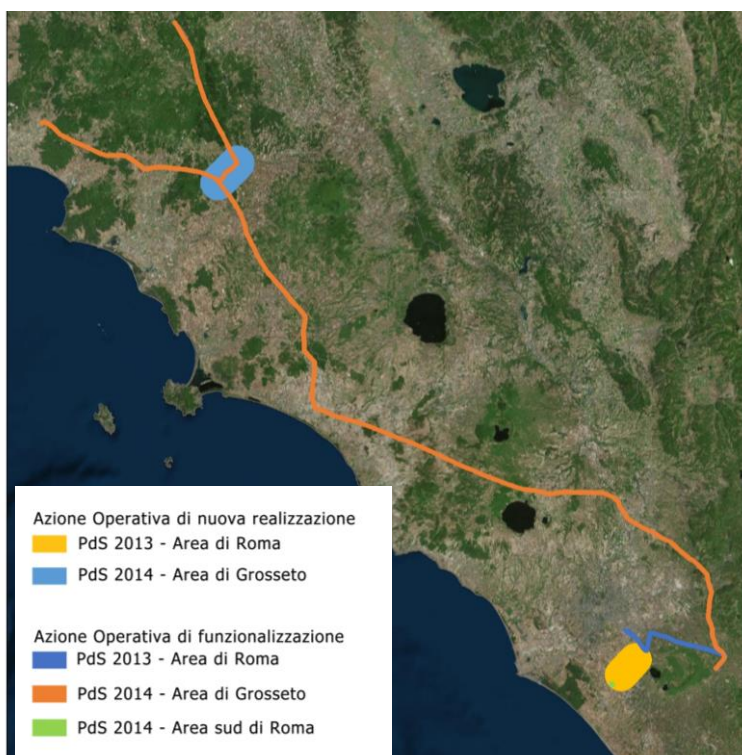 Azione Operativa di nuova realizzazione
PdS 2013 - Area di Roma
PdS 2014 - Area di Grosseto
Azione Operativa di funzionalizzazione
PdS 2013 - Area di Roma
PdS 2014 - Area di Grosseto
PdS 2014 - Area sud di Roma